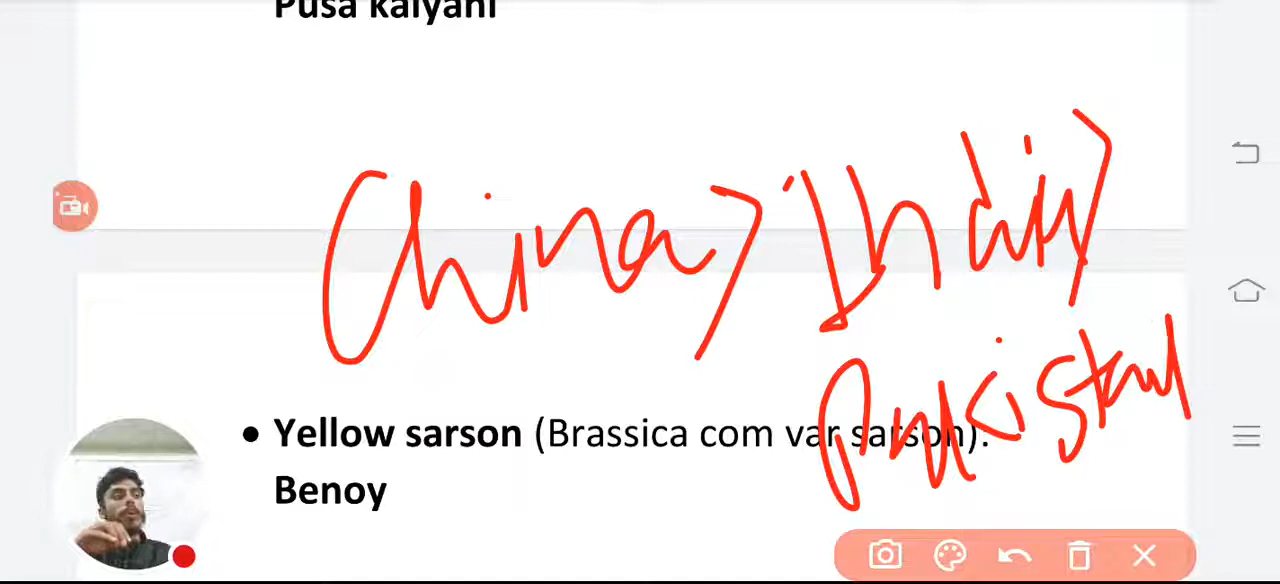 Pusa kalyani
China > India >
Pakistan
• Yellow sarson (Brassica com var sarson).
Benoy